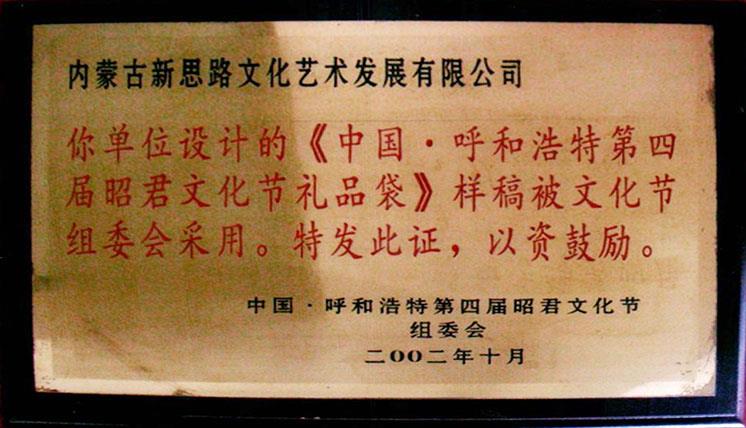 内蒙古新思路文化艺术发展有限公司
你单位设计的《中国·呼和浩特第四
届昭君文化节礼品袋》样稿被文化节
组委会采用。特发此证，以资鼓励。
中国·呼和浩特第四届昭君文化节
组委会
二00二年十月